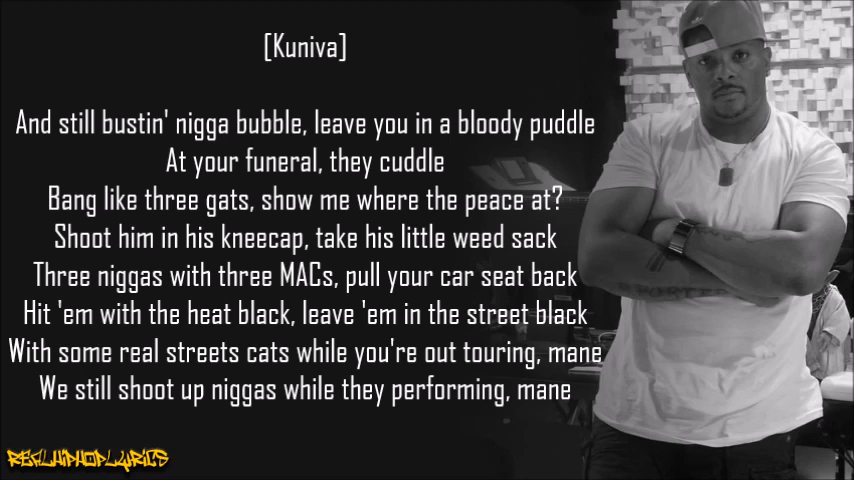 [Kuniva]
And still bustin' nigga bubble, leave you in a bloody puddle
At your funeral, they cuddle
Bang like three gats, show me where the peace at?
Shoot him in his kneecap, take his little weed sack
Three niggas with three MACs, pull your car seat back
Hit 'em with the heat black, leave 'em in the street black
With some real streets cats while you're out touring, mane
We still shoot up niggas while they performing, mane
REALHIPHOPLYRICS